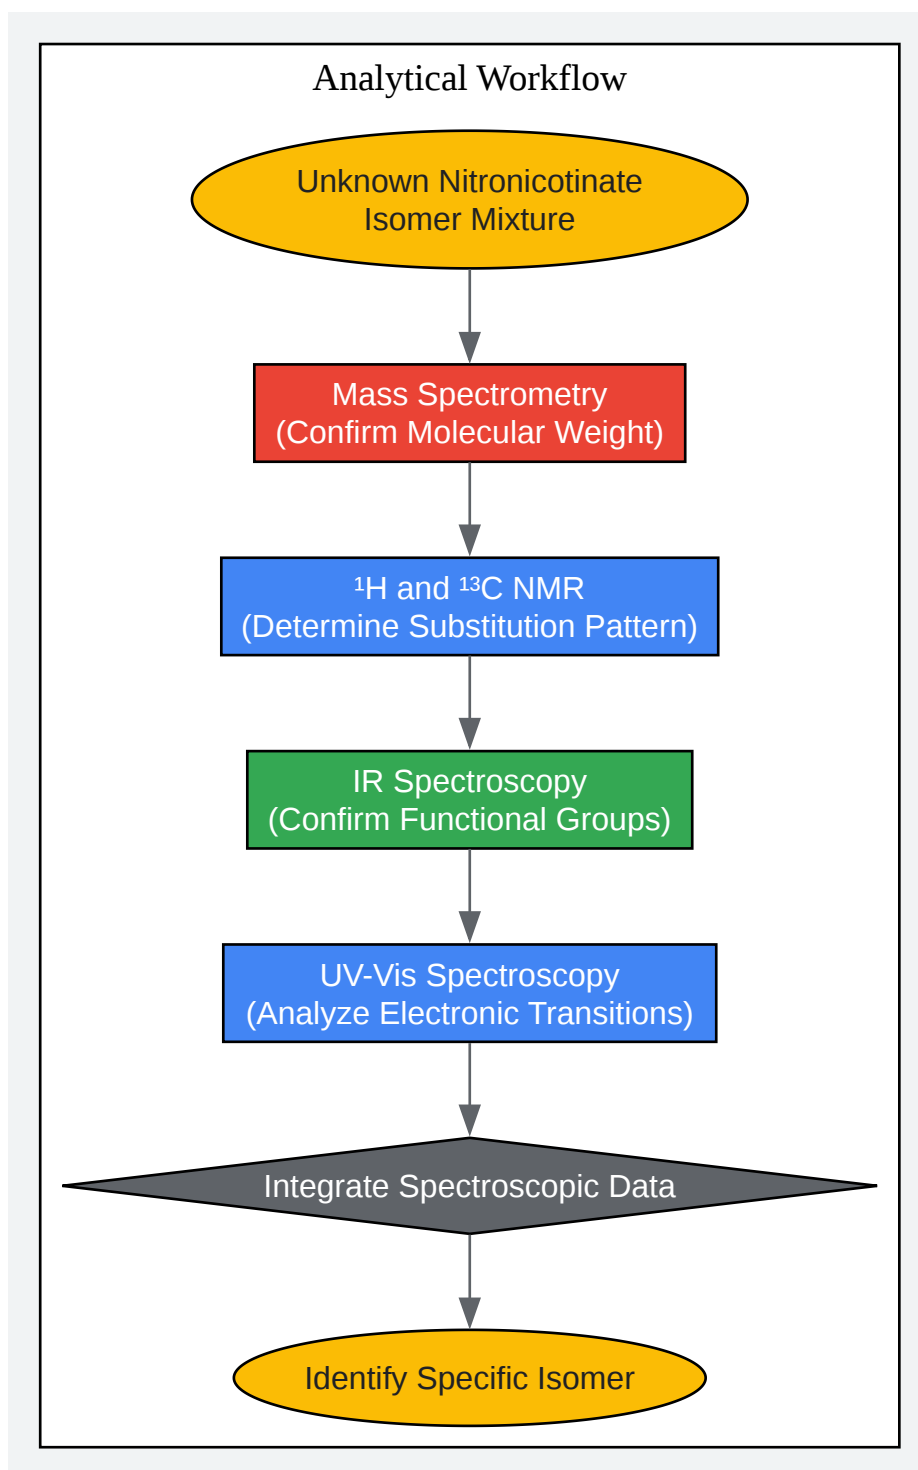 Analytical Workflow
Unknown Nitronicotinate
Isomer Mixture
Mass Spectrometry
(Confirm Molecular Weight)
¹H and ¹³C NMR
(Determine Substitution Pattern)
IR Spectroscopy
(Confirm Functional Groups)
UV-Vis Spectroscopy
(Analyze Electronic Transitions)
Integrate Spectroscopic Data
Identify Specific Isomer